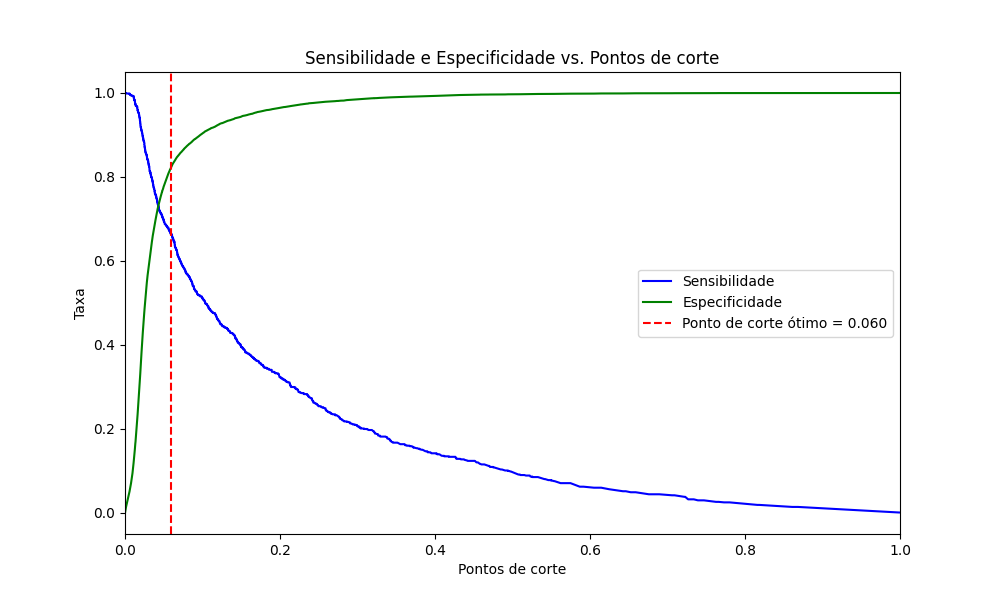 Sensibilidade e Especificidade vs. Pontos de corte
1.0
0.8
0.6
0.4
0.2
0.0
Taxa
Sensibilidade
Especificidade
Ponto de corte ótimo = 0.060
0.0 0.2 0.4 0.6 0.8 1.0
Pontos de corte